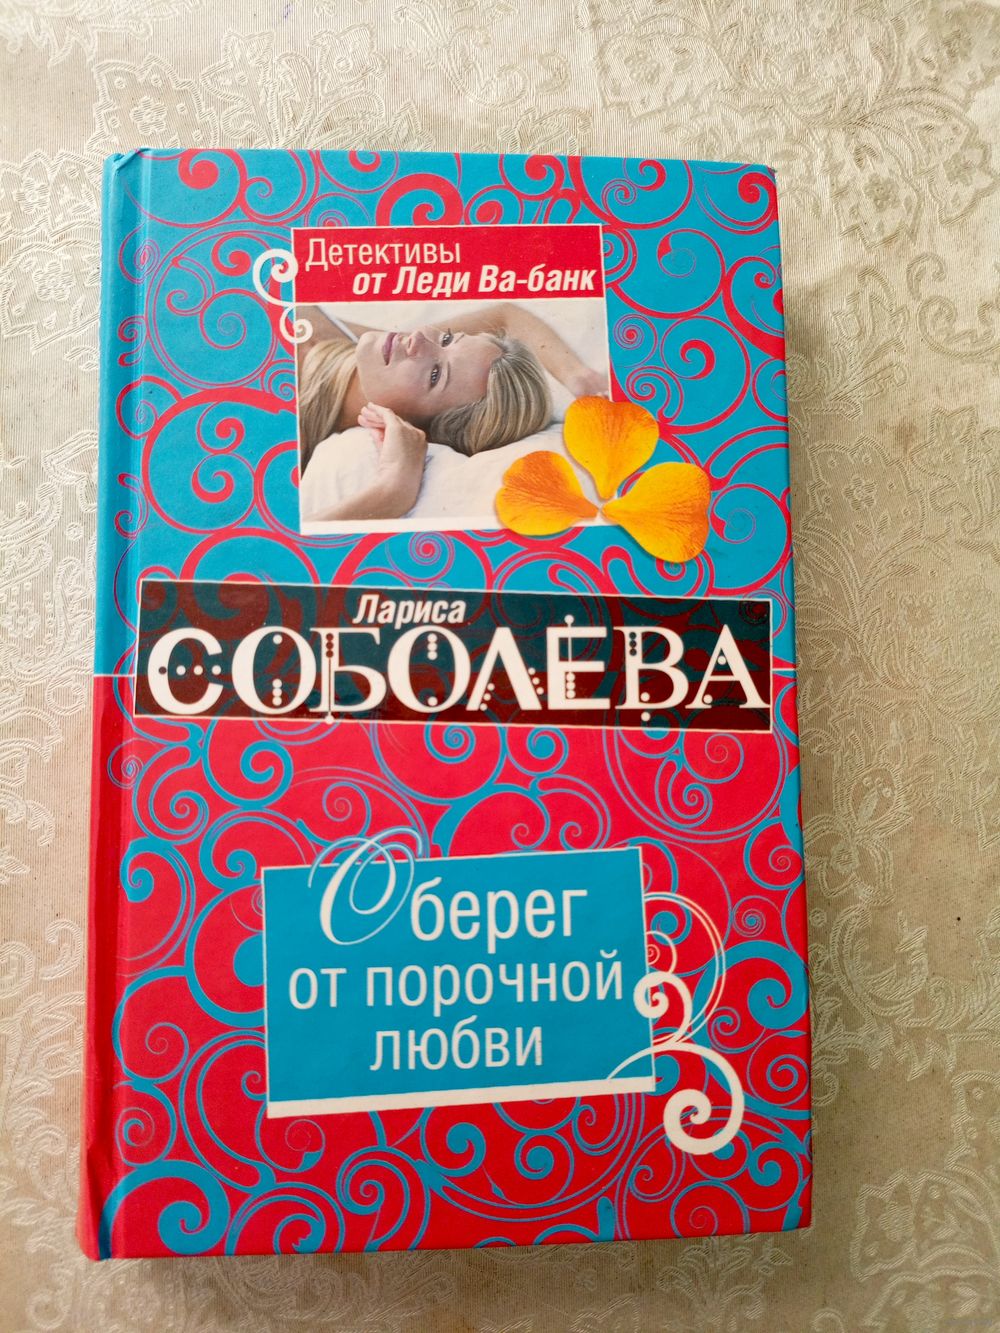 Детективы
от Леди Ва-банк
Лариса
СОБОЛЕВА
Оберег
от порочной
любви